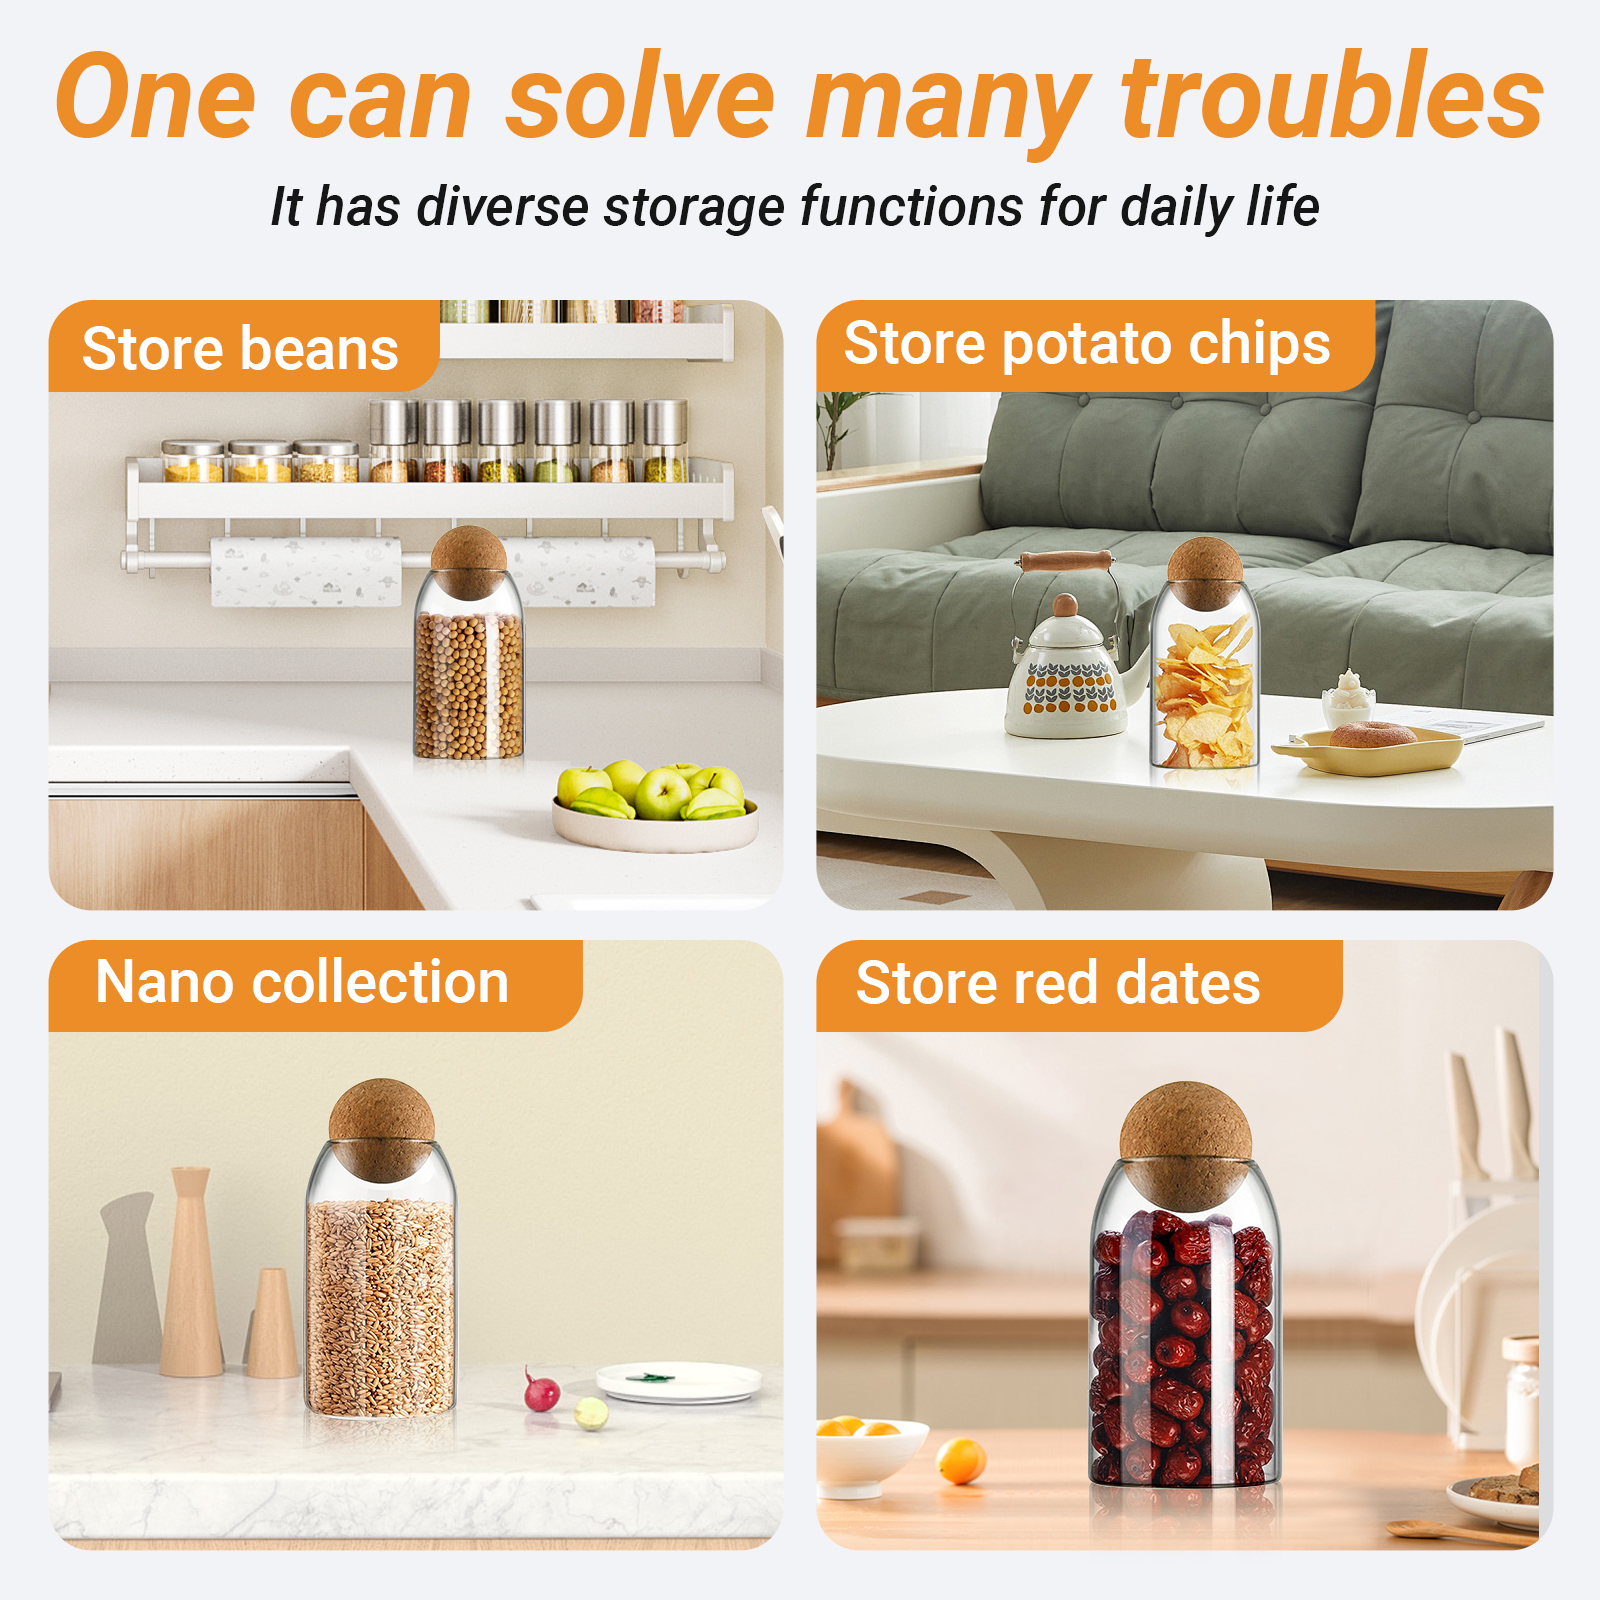 One can solve many troubles
It has diverse storage functions for daily life
Store beans
Store potato chips
Nano collection
Store red dates